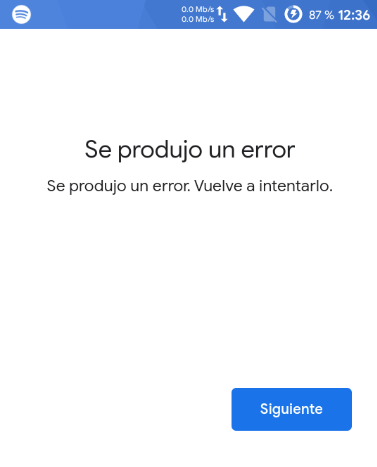 0.0 Mb/s
0.0 Mb/s
87 % 12:36
Se produjo un error
Se produjo un error. Vuelve a intentarlo.
Siguiente